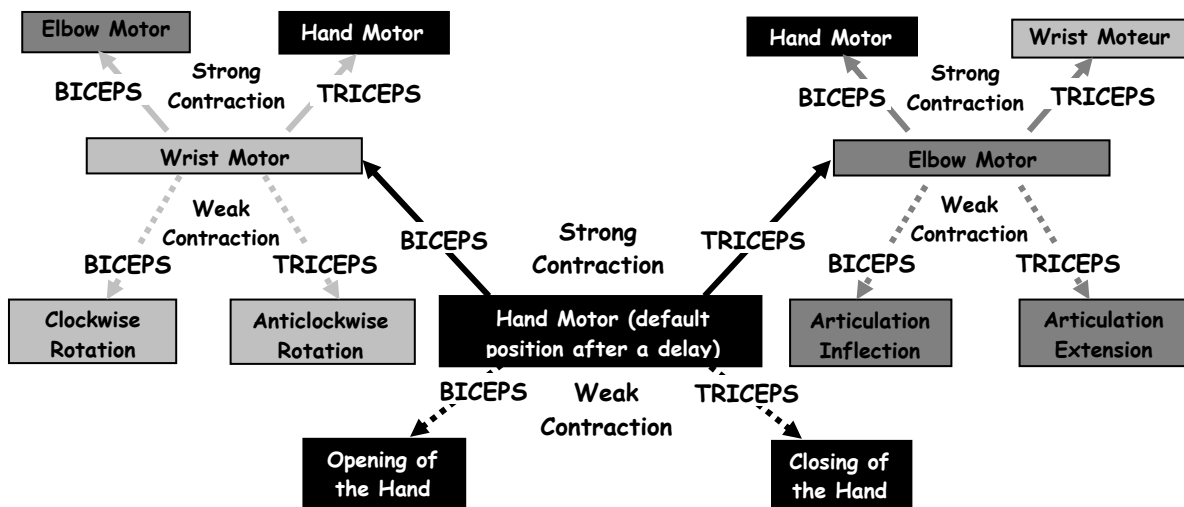 Elbow Motor
Hand Motor
Hand Motor
Wrist Moteur
Strong
Contraction
BICEPS
TRICEPS
Strong
Contraction
BICEPS
TRICEPS
Wrist Motor
Elbow Motor
Weak
Contraction
BICEPS
TRICEPS
Strong
Contraction
BICEPS
TRICEPS
Weak
Contraction
BICEPS
TRICEPS
Clockwise
Rotation
Anticlockwise
Rotation
Hand Motor (default
position after a delay)
Articulation
Inflection
Articulation
Extension
BICEPS
Weak
Contraction
TRICEPS
Opening of
the Hand
Closing of
the Hand